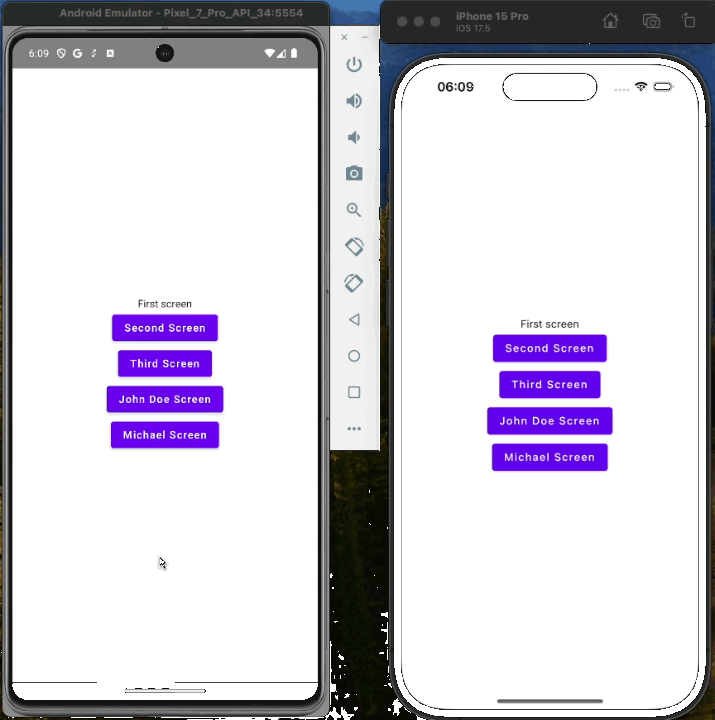 Android Emulator - Pixel_7_Pro_API_34:5554
6:09
First screen
Second Screen
Third Screen
John Doe Screen
Michael Screen
iPhone 15 Pro
iOS 17.5
06:09
First screen
Second Screen
Third Screen
John Doe Screen
Michael Screen